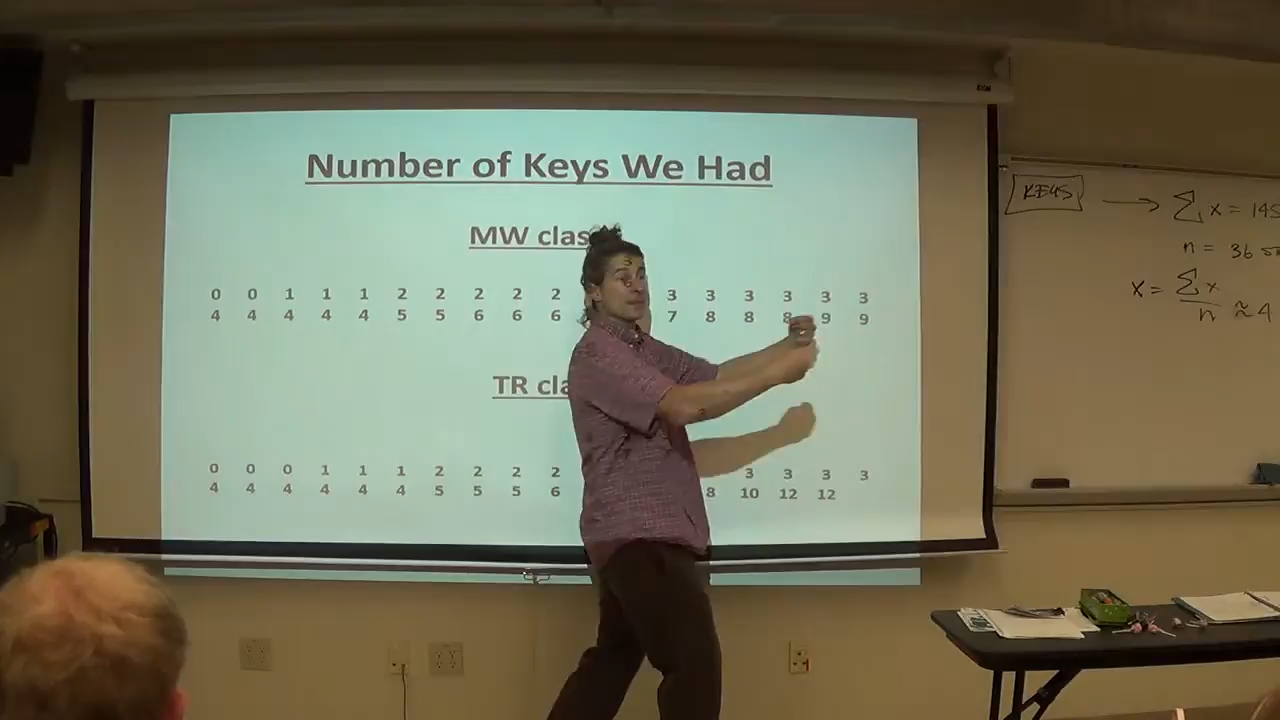 Number of Keys We Had
MW clas
0 0 1 1 1 2 2 2 2 2 3 3 3 3 3 3
4 4 4 4 4 5 5 6 6 6 7 8 8 8 9 9
TR cla
0 0 0 1 1 1 2 2 2 2 3 3 3 3
4 4 4 4 4 4 5 5 5 6 8 10 12 12
KEYS → ∑ x = 145
n = 36
x = ∑ x / n ≈ 4